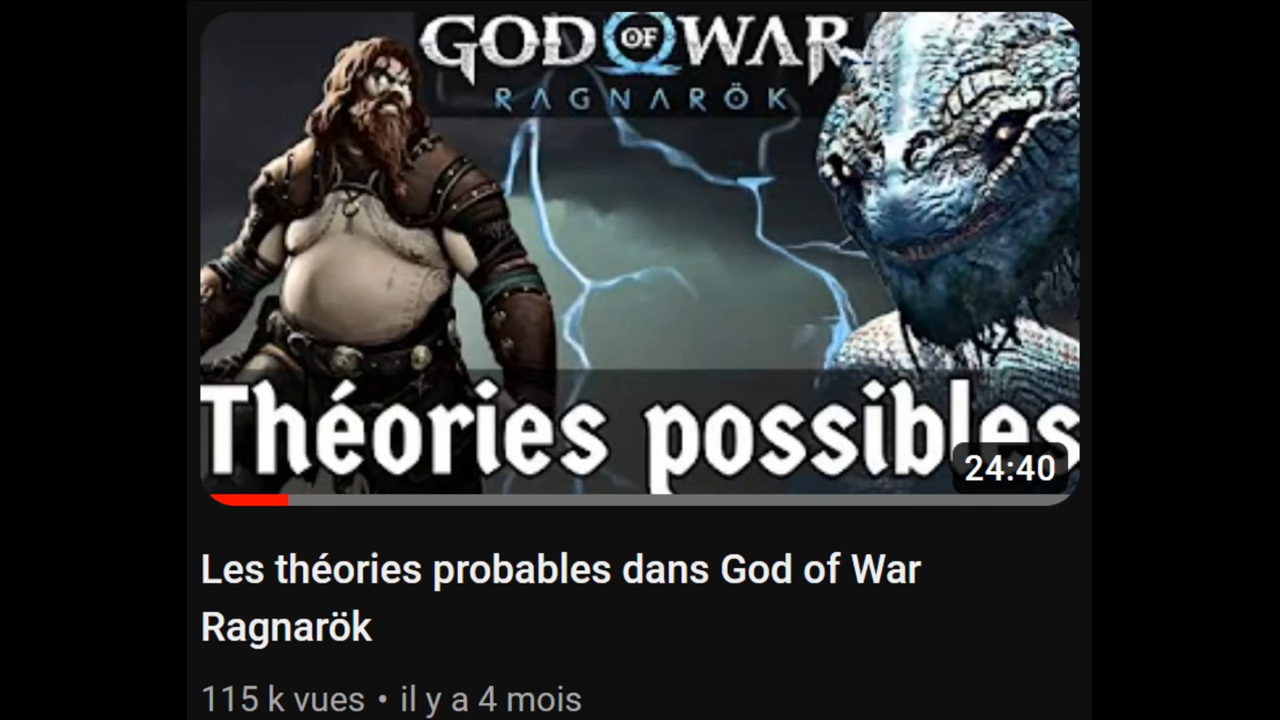 GOD OF WAR
RAGNARÖK
Théories possibles
24:40
Les théories probables dans God of War
Ragnarök
115 k vues • il y a 4 mois